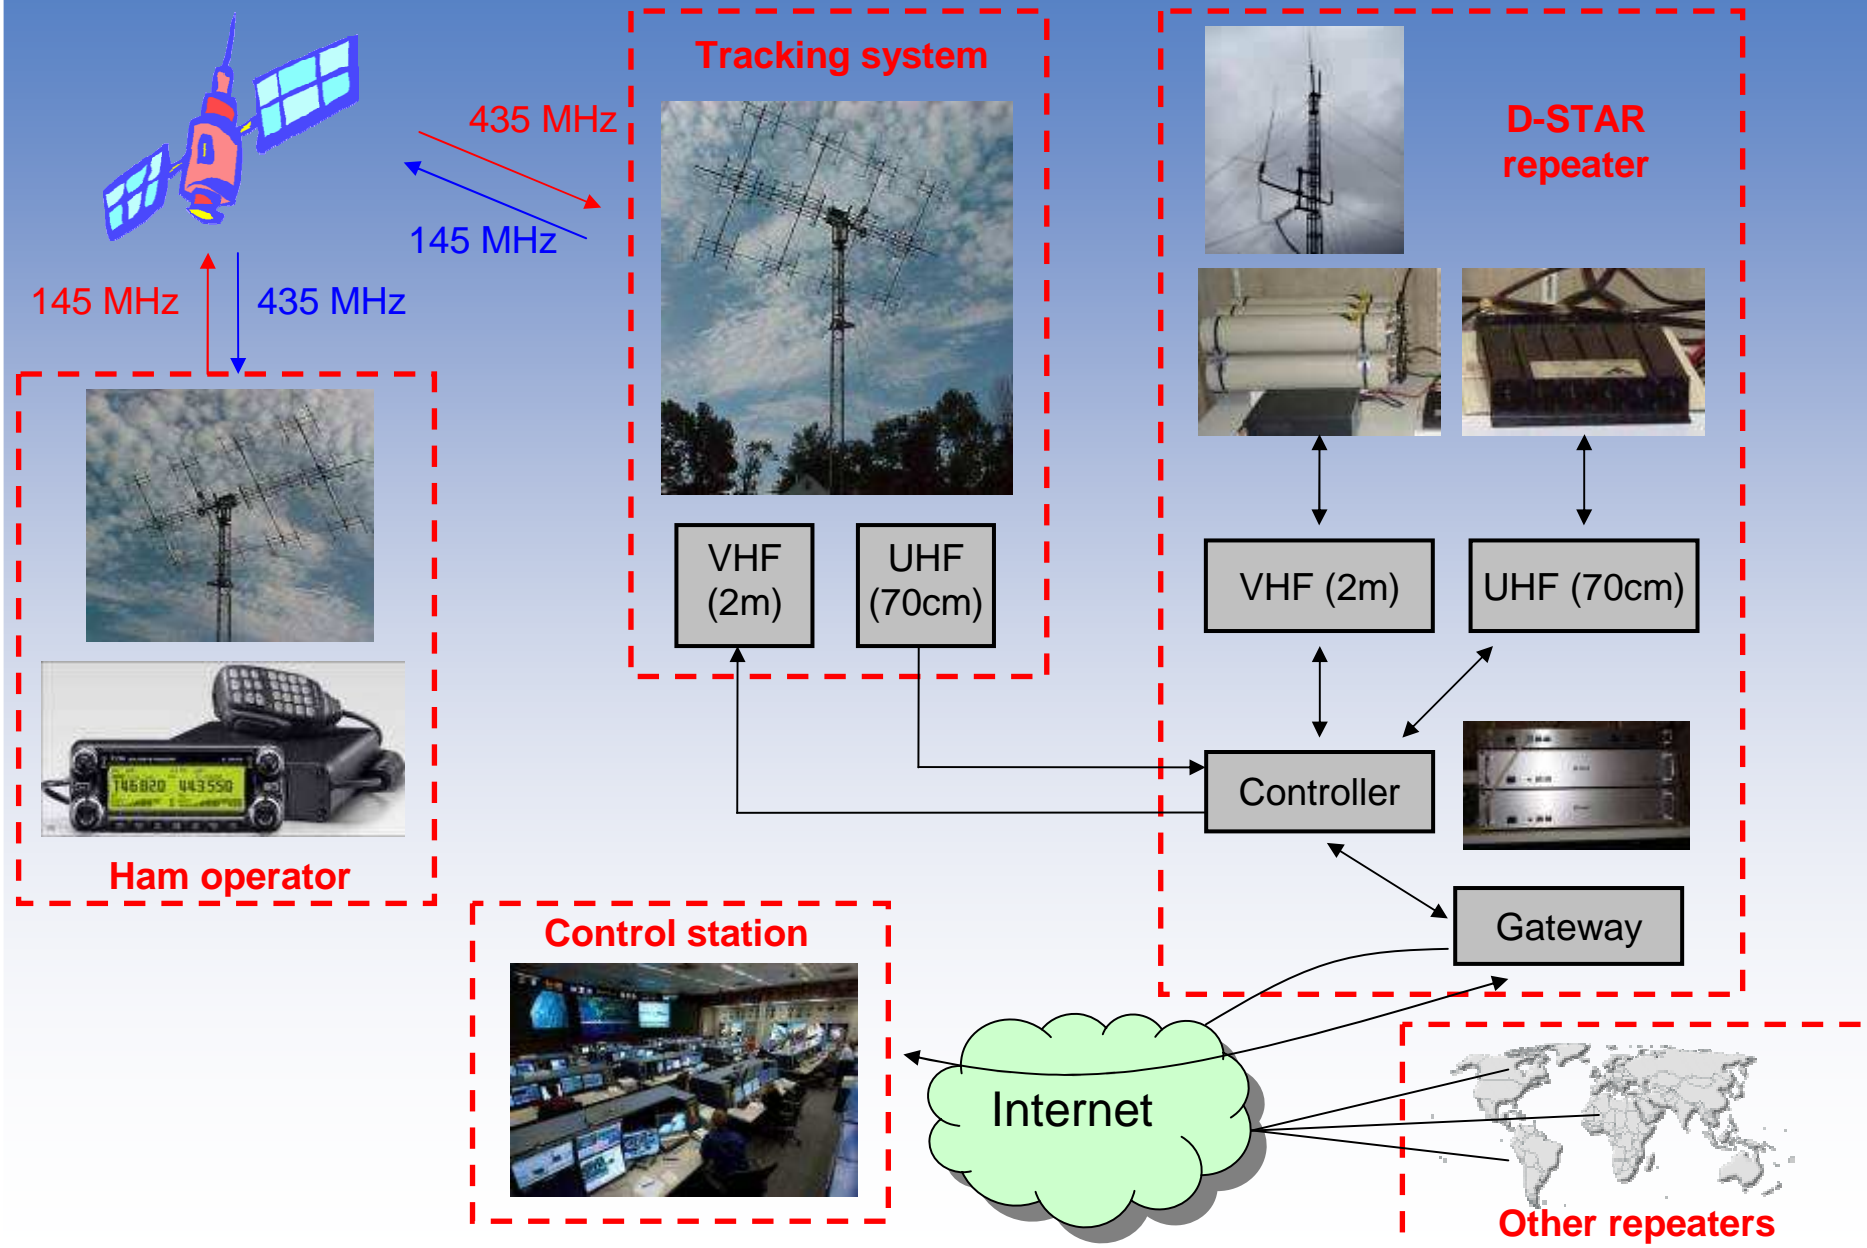 Tracking system
D-STAR
repeater
435 MHz
145 MHz
145 MHz
435 MHz
VHF
(2m)
UHF
(70cm)
VHF (2m)
UHF (70cm)
Controller
Ham operator
Control station
Gateway
Internet
Other repeaters